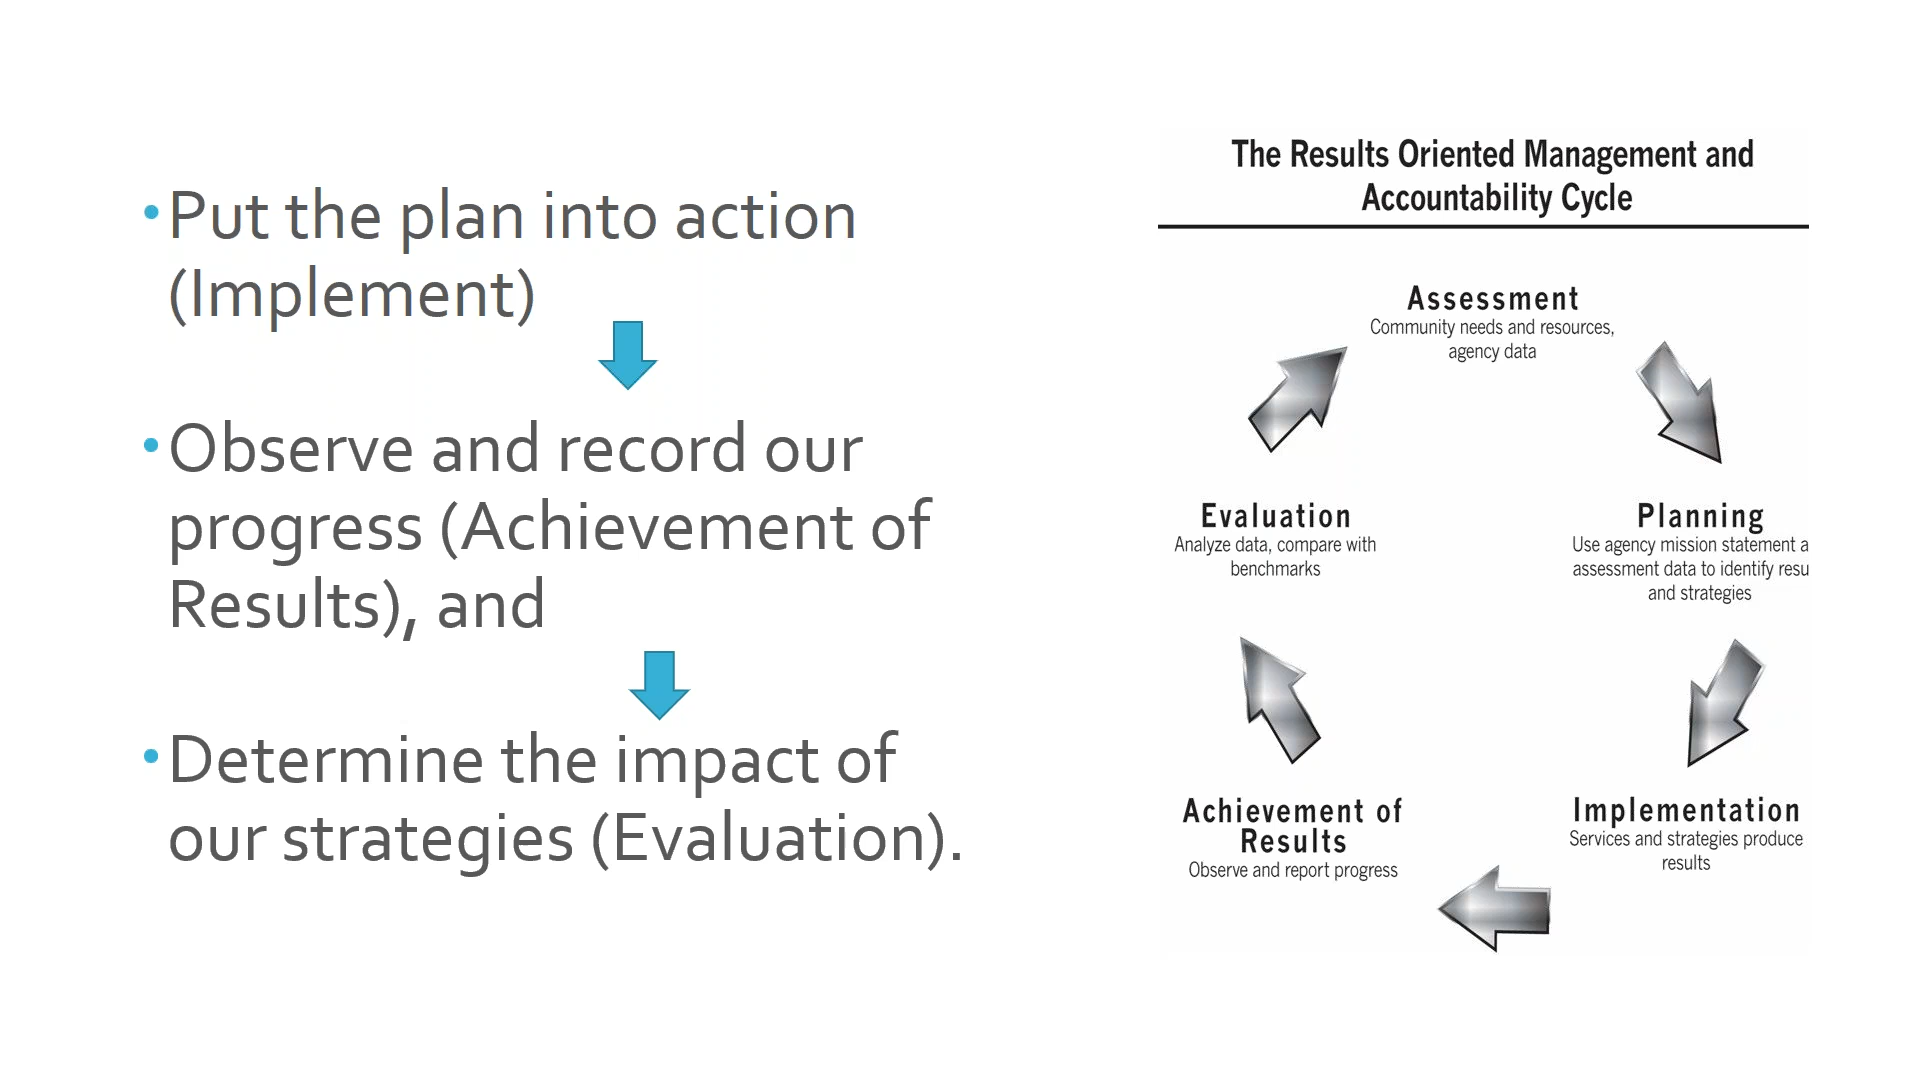 •Put the plan into action
(Implement)
•Observe and record our
progress (Achievement of
Results), and
•Determine the impact of
our strategies (Evaluation).
The Results Oriented Management and
Accountability Cycle
Assessment
Community needs and resources,
agency data
Planning
Use agency mission statement a
assessment data to identify resu
and strategies
Implementation
Services and strategies produce
results
Achievement of
Results
Observe and report progress
Evaluation
Analyze data, compare with
benchmarks